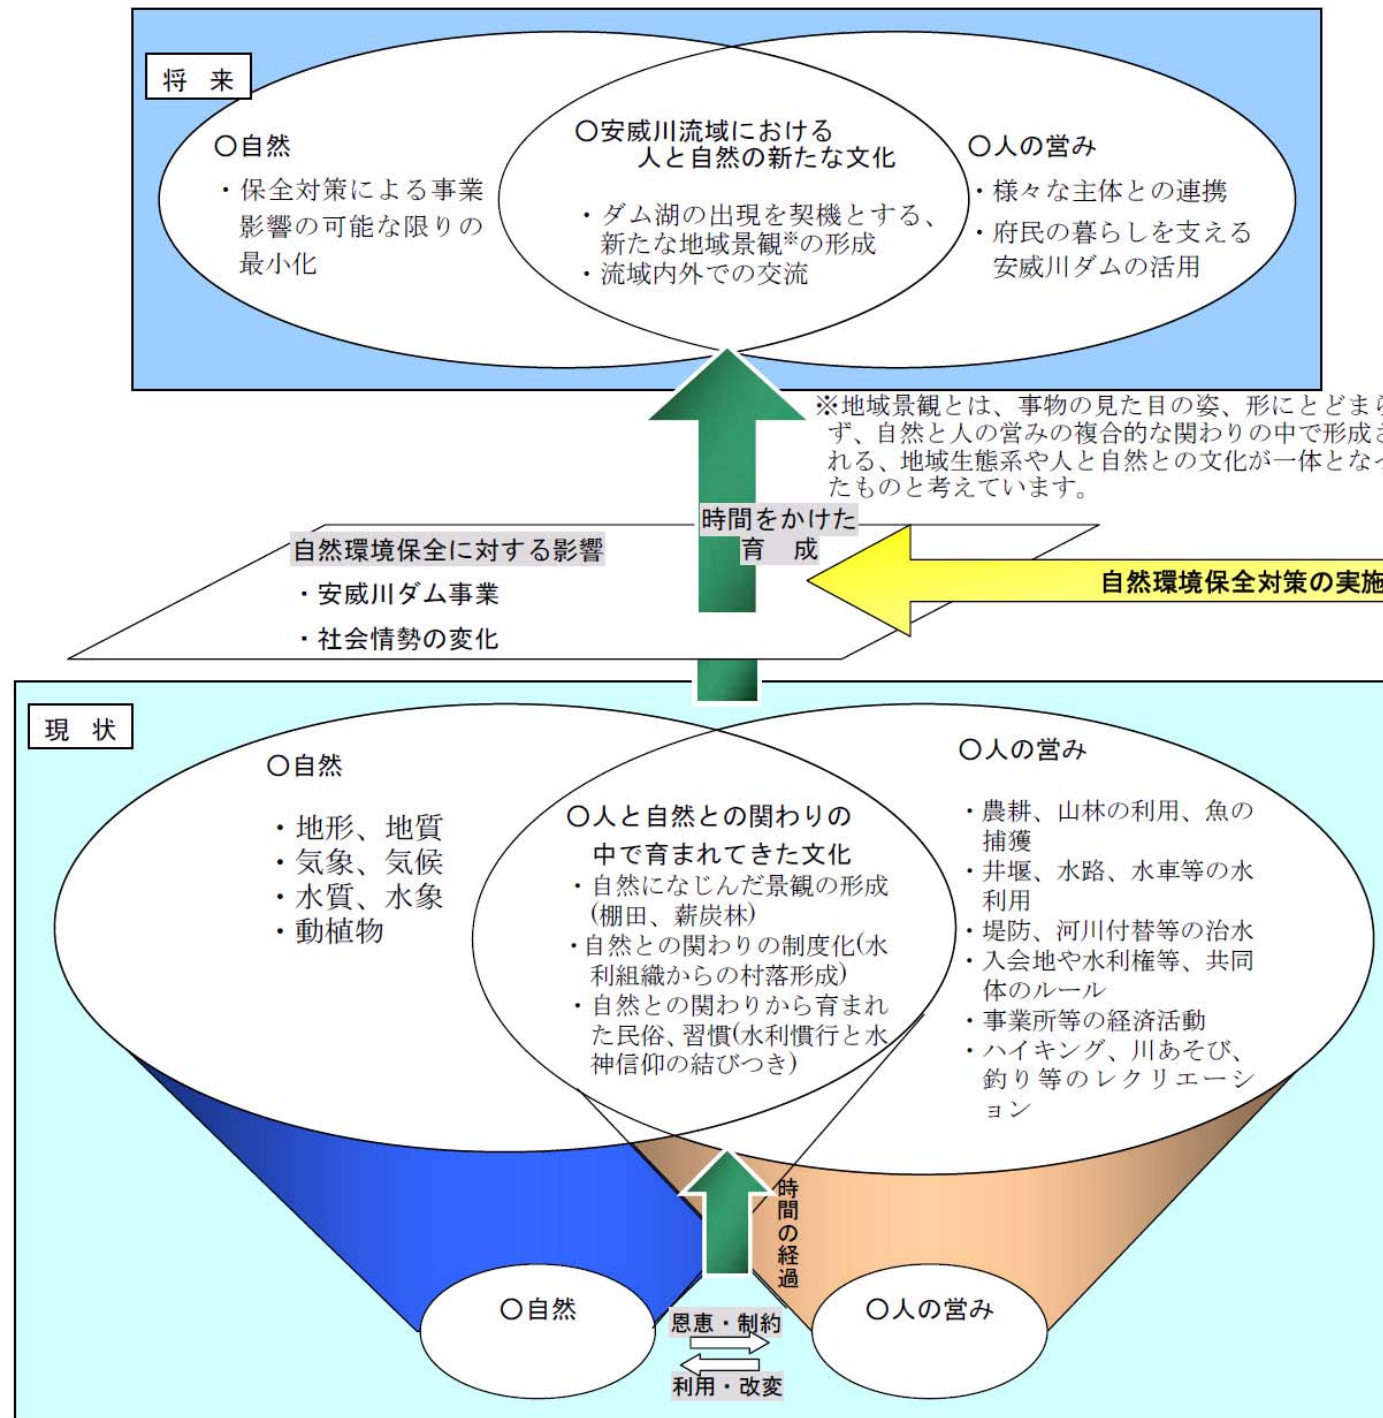 将 来
〇自然
・保全対策による事業
影響の可能な限りの
最小化
〇安威川流域における
人と自然の新たな文化
・ダム湖の出現を契機とする、
新たな地域景観※の形成
・流域内外での交流
〇人の営み
・様々な主体との連携
・府民の暮らしを支える
安威川ダムの活用
※地域景観とは、事物の見た目の姿、形にとどまら
ず、自然と人の営みの複合的な関わりの中で形成さ
れる、地域生態系や人と自然との文化が一体となっ
たものと考えています。
時間をかけた
育 成
自然環境保全に対する影響
・安威川ダム事業
・社会情勢の変化
自然環境保全対策の実施
現 状
〇自然
・地形、地質
・気象、気候
・水質、水象
・動植物
〇人と自然との関わりの
中で育まれてきた文化
・自然になじんだ景観の形成
(棚田、薪炭林)
・自然との関わりの制度化(水
利組織からの村落形成)
・自然との関わりから育まれ
た民俗、習慣(水利慣行と水
神信仰の結びつき)
〇人の営み
・農耕、山林の利用、魚の
捕獲
・井堰、水路、水車等の水
利用
・堤防、河川付替等の治水
・入会地や水利権等、共同
体のルール
・事業所等の経済活動
・ハイキング、川あそび、
釣り等のレクリエーシ
ョン
時間の経過
〇自然
恩恵・制約
利用・改変
〇人の営み